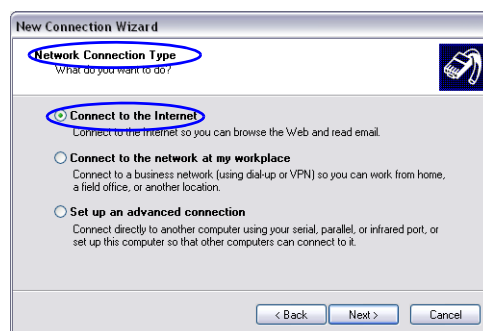 New Connection Wizard
Network Connection Type
What do you want to do?
Connect to the Internet
Connect to the Internet so you can browse the Web and read email.
Connect to the network at my workplace
Connect to a business network (using dial-up or VPN) so you can work from home,
a field office, or another location.
Set up an advanced connection
Connect directly to another computer using your serial, parallel, or infrared port, or
set up this computer so that other computers can connect to it.
< Back
Next >
Cancel